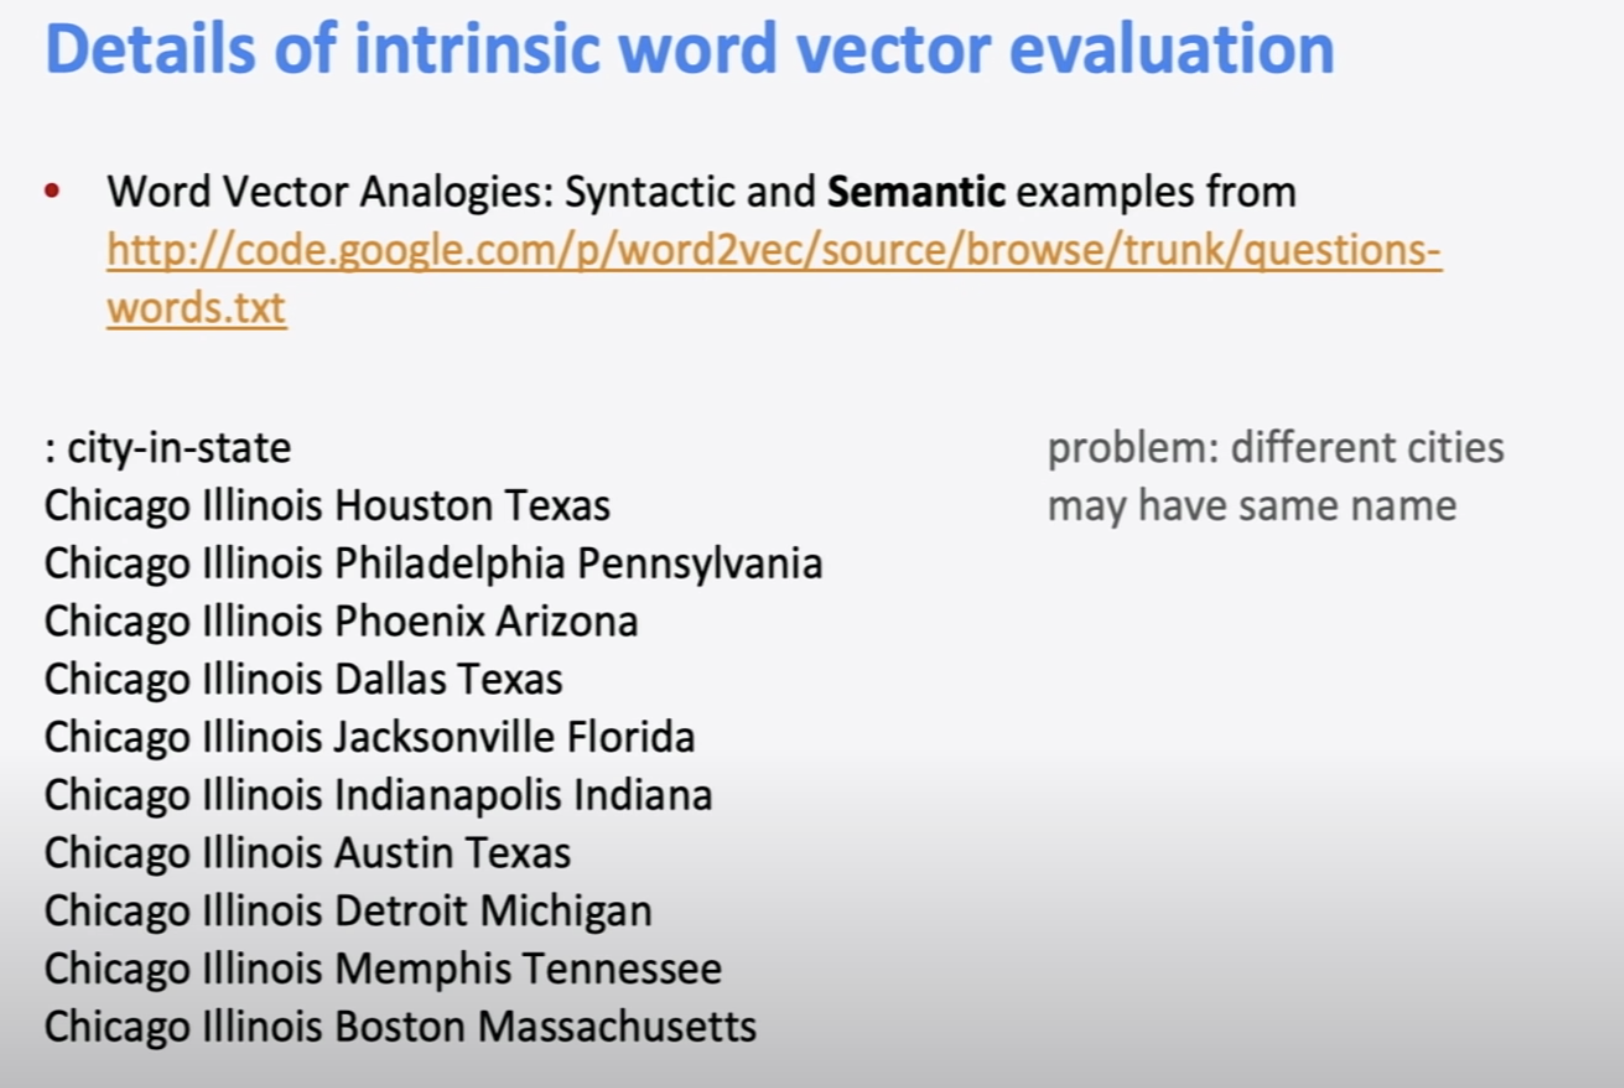 Details of intrinsic word vector evaluation
• Word Vector Analogies: Syntactic and Semantic examples from
http://code.google.com/p/word2vec/source/browse/trunk/questions-
words.txt
: city-in-state
problem: different cities
may have same name
Chicago Illinois Houston Texas
Chicago Illinois Philadelphia Pennsylvania
Chicago Illinois Phoenix Arizona
Chicago Illinois Dallas Texas
Chicago Illinois Jacksonville Florida
Chicago Illinois Indianapolis Indiana
Chicago Illinois Austin Texas
Chicago Illinois Detroit Michigan
Chicago Illinois Memphis Tennessee
Chicago Illinois Boston Massachusetts